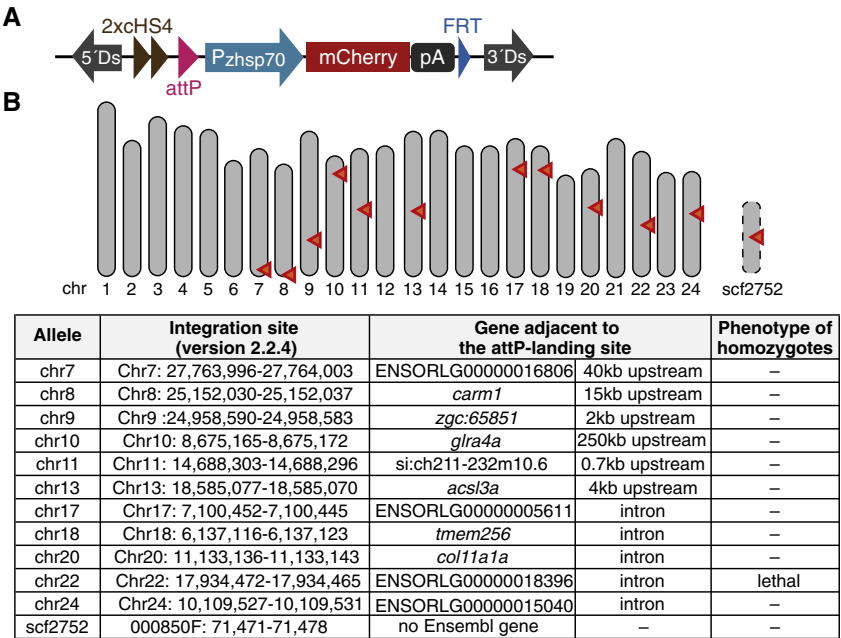 A
2xcHS4
FRT
5´Ds
Pzhsp70
mCherry
pA
3´Ds
attP
B
chr 1 2 3 4 5 6 7 8 9 10 11 12 13 14 15 16 17 18 19 20 21 22 23 24 scf2752
Allele Integration site (version 2.2.4) Gene adjacent to the attP-landing site Phenotype of homozygotes
chr7 Chr7: 27,763,996-27,764,003 ENSORLG00000016806 40kb upstream –
chr8 Chr8: 25,152,030-25,152,037 carm1 15kb upstream –
chr9 Chr9 :24,958,590-24,958,583 zgc:65851 2kb upstream –
chr10 Chr10: 8,675,165-8,675,172 glra4a 250kb upstream –
chr11 Chr11: 14,688,303-14,688,296 si:ch211-232m10.6 0.7kb upstream –
chr13 Chr13: 18,585,077-18,585,070 acsl3a 4kb upstream –
chr17 Chr17: 7,100,452-7,100,445 ENSORLG00000005611 intron –
chr18 Chr18: 6,137,116-6,137,123 tmem256 intron –
chr20 Chr20: 11,133,136-11,133,143 col11a1a intron –
chr22 Chr22: 17,934,472-17,934,465 ENSORLG00000018396 intron lethal
chr24 Chr24: 10,109,527-10,109,531 ENSORLG00000015040 intron –
scf2752 000850F: 71,471-71,478 no Ensembl gene – –